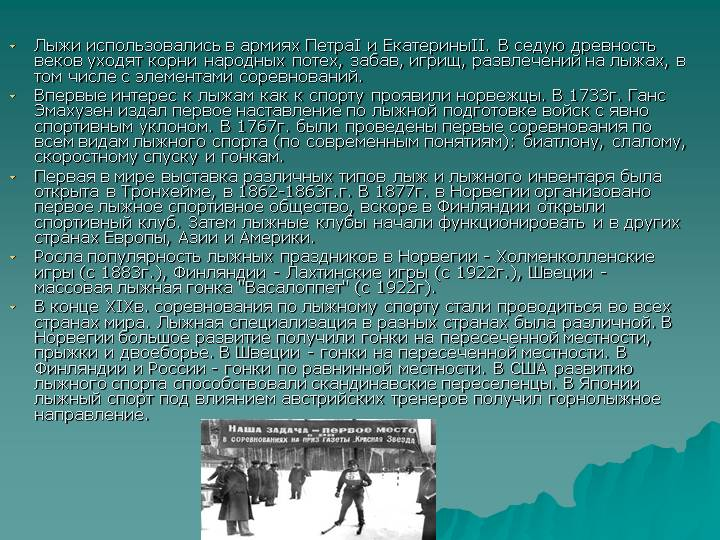 Лыжи использовались в армиях ПетраI и ЕкатериныII. В седую древность
веков уходят корни народных потех, забав, игрищ, развлечений на лыжах, в
том числе с элементами соревнований.
Впервые интерес к лыжам как к спорту проявили норвежцы. В 1733г. Ганс
Эмахузен издал первое наставление по лыжной подготовке войск с явно
спортивным уклоном. В 1767г. были проведены первые соревнования по
всем видам лыжного спорта (по современным понятиям): биатлону, слалому,
скоростному спуску и гонкам.
Первая в мире выставка различных типов лыж и лыжного инвентаря была
открыта в Тронхейме, в 1862-1863г.г. В 1877г. в Норвегии организовано
первое лыжное спортивное общество, вскоре в Финляндии открыли
спортивный клуб. Затем лыжные клубы начали функционировать и в других
странах Европы, Азии и Америки.
Росла популярность лыжных праздников в Норвегии - Холменколленские
игры (с 1883г.), Финляндии - Лахтинские игры (с 1922г.), Швеции -
массовая лыжная гонка "Васалоппет" (с 1922г).
В конце XIXв. соревнования по лыжному спорту стали проводиться во всех
странах мира. Лыжная специализация в разных странах была различной. В
Норвегии большое развитие получили гонки на пересеченной местности,
прыжки и двоеборье. В Швеции - гонки на пересеченной местности. В
Финляндии и России - гонки по равнинной местности. В США развитию
лыжного спорта способствовали скандинавские переселенцы. В Японии
лыжный спорт под влиянием австрийских тренеров получил горнолыжное
направление.
НАША ЗАДАЧА - ПЕРВОЕ МЕСТО
В СОРЕВНОВАНИЯХ НА ПРИЗ ГАЗЕТЫ „КРАСНАЯ ЗВЕЗДА